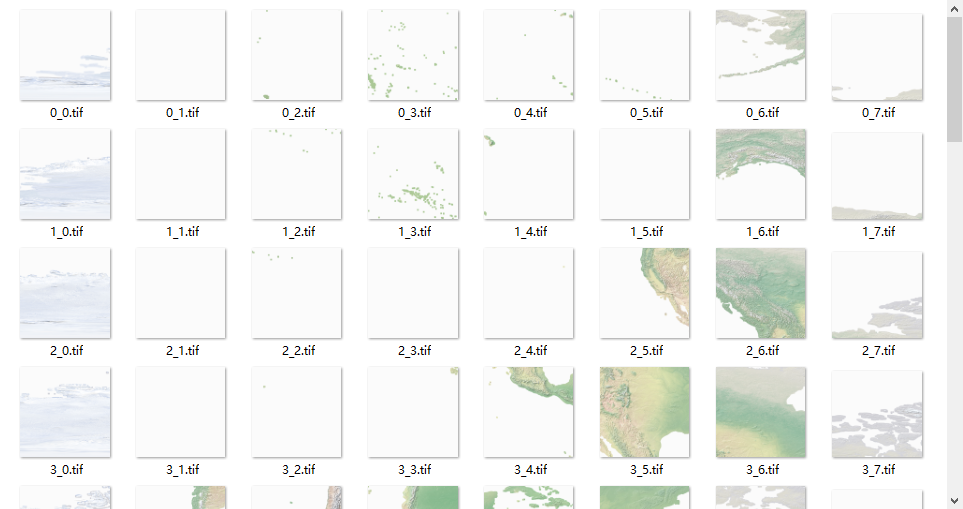 0_0.tif 0_1.tif 0_2.tif 0_3.tif 0_4.tif 0_5.tif 0_6.tif 0_7.tif
1_0.tif 1_1.tif 1_2.tif 1_3.tif 1_4.tif 1_5.tif 1_6.tif 1_7.tif
2_0.tif 2_1.tif 2_2.tif 2_3.tif 2_4.tif 2_5.tif 2_6.tif 2_7.tif
3_0.tif 3_1.tif 3_2.tif 3_3.tif 3_4.tif 3_5.tif 3_6.tif 3_7.tif